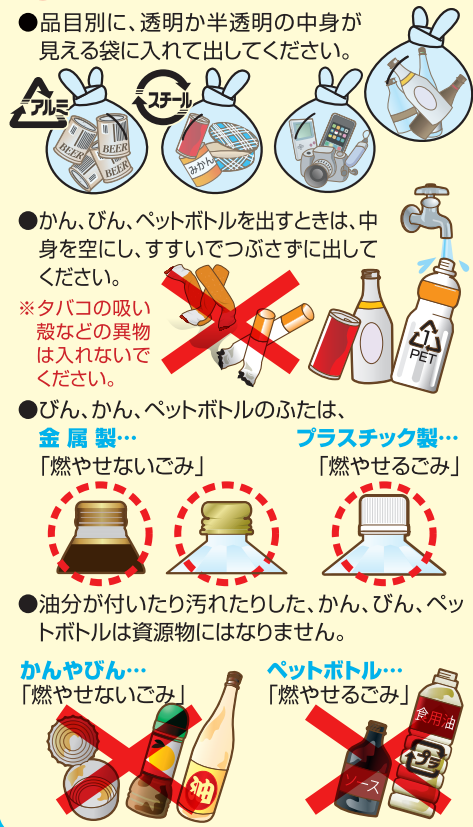 ●品目別に、透明か半透明の中身が
見える袋に入れて出してください。
アルミ
スチール
BEER
BEER
BEER
みかん
●かん、びん、ペットボトルを出すときは、中
身を空にし、すすいでつぶさずに出して
ください。
※タバコの吸い
殻などの異物
は入れないで
ください。
1
PET
●びん、かん、ペットボトルのふたは、
金属製…
「燃やせないごみ」
プラスチック製…
「燃やせるごみ」
●油分が付いたり汚れたりした、かん、びん、ペッ
トボトルは資源物にはなりません。
かんやびん…
「燃やせないごみ」
油
ペットボトル…
「燃やせるごみ」
ソース
食用油
プラ